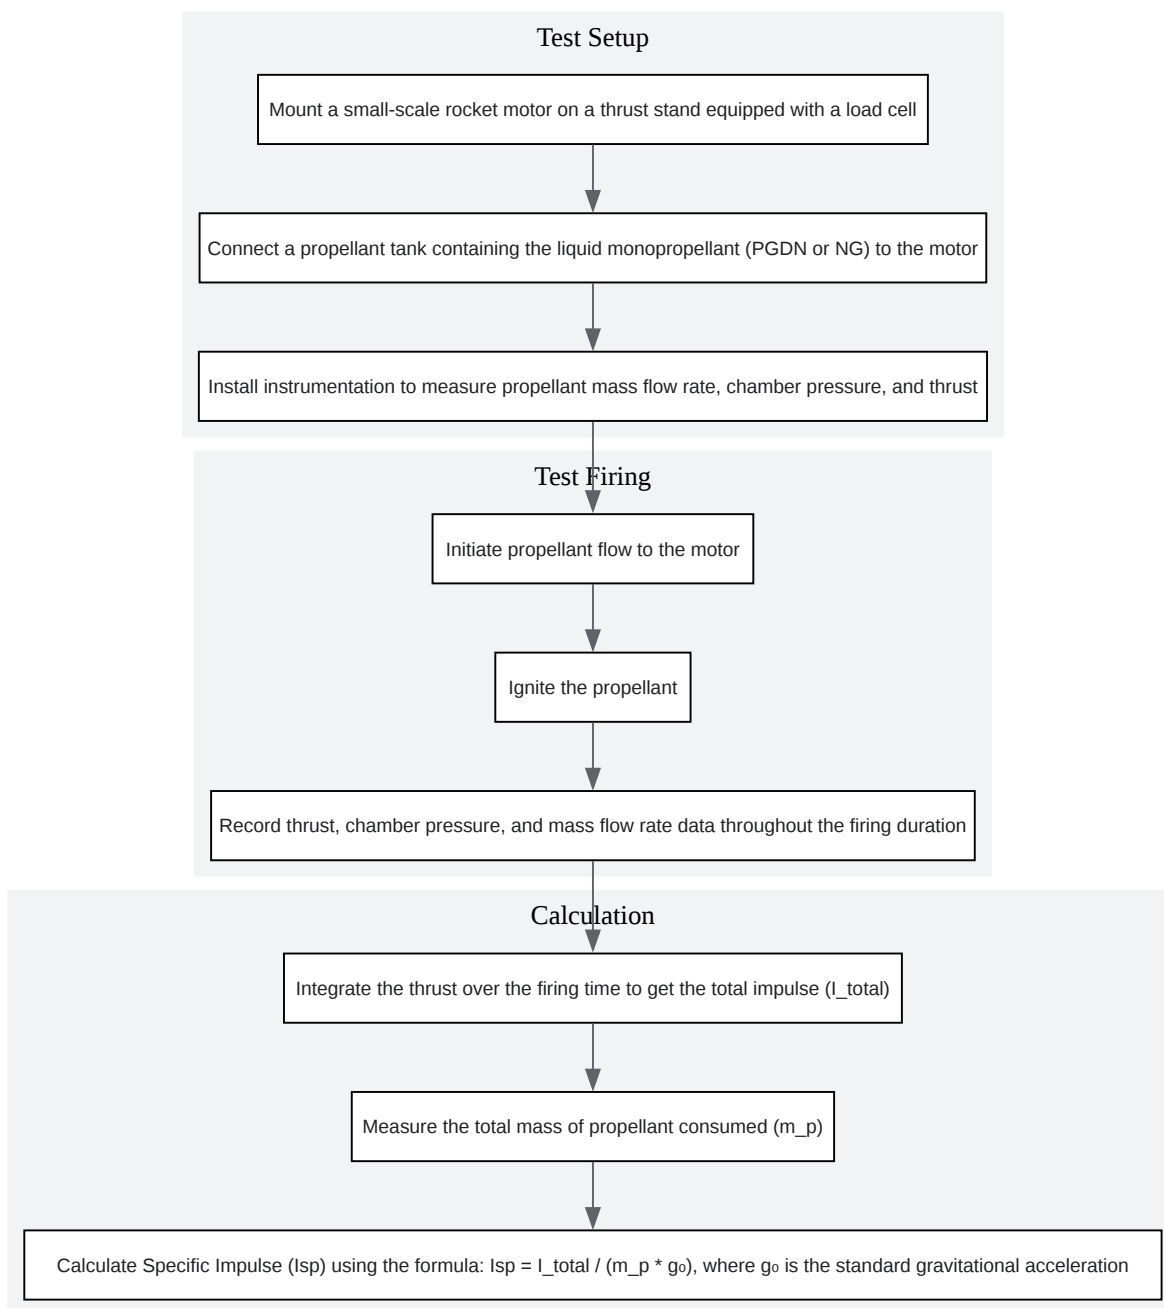 Test Setup
Mount a small-scale rocket motor on a thrust stand equipped with a load cell
Connect a propellant tank containing the liquid monopropellant (PGDN or NG) to the motor
Install instrumentation to measure propellant mass flow rate, chamber pressure, and thrust
Test Firing
Initiate propellant flow to the motor
Ignite the propellant
Record thrust, chamber pressure, and mass flow rate data throughout the firing duration
Calculation
Integrate the thrust over the firing time to get the total impulse (I_total)
Measure the total mass of propellant consumed (m_p)
Calculate Specific Impulse (Isp) using the formula: Isp = I_total / (m_p * g₀), where g₀ is the standard gravitational acceleration